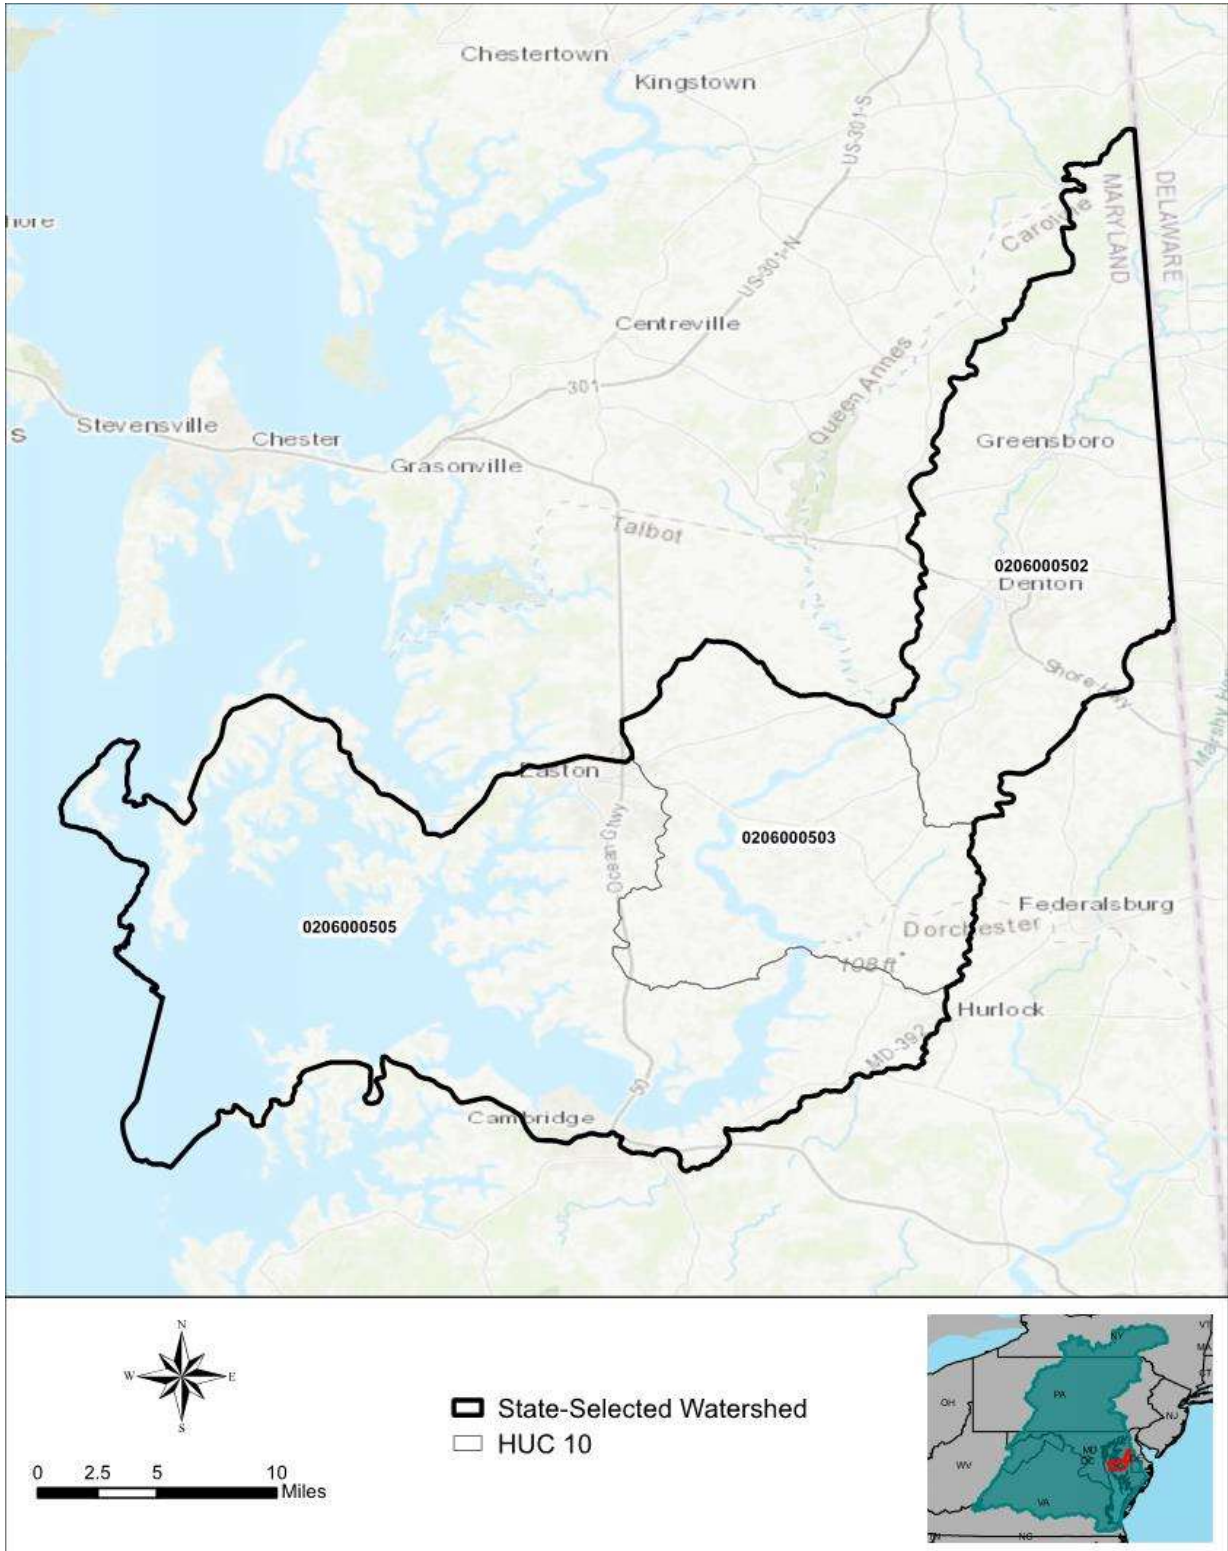 Chestertown
Kingstown
US-301-S
MARYLAND
DELAWARE
Caroline
hore
US-301-N
Centreville
Queen Annes
301
Stevensville
Chester
Grasonville
S
Greensboro
Talbot
0206000502
Denton
Shore-Hwy
Easton
Ocean Gtwy
0206000503
0206000505
Federalsburg
Dorchester
108 ft
Hurlock
MD-392
50
Cambridge
N
W
E
S
0 2.5 5 10
Miles
State-Selected Watershed
HUC 10
NY
VT
MA
CT
PA
OH
NJ
MD
DC
WV
VA
NC